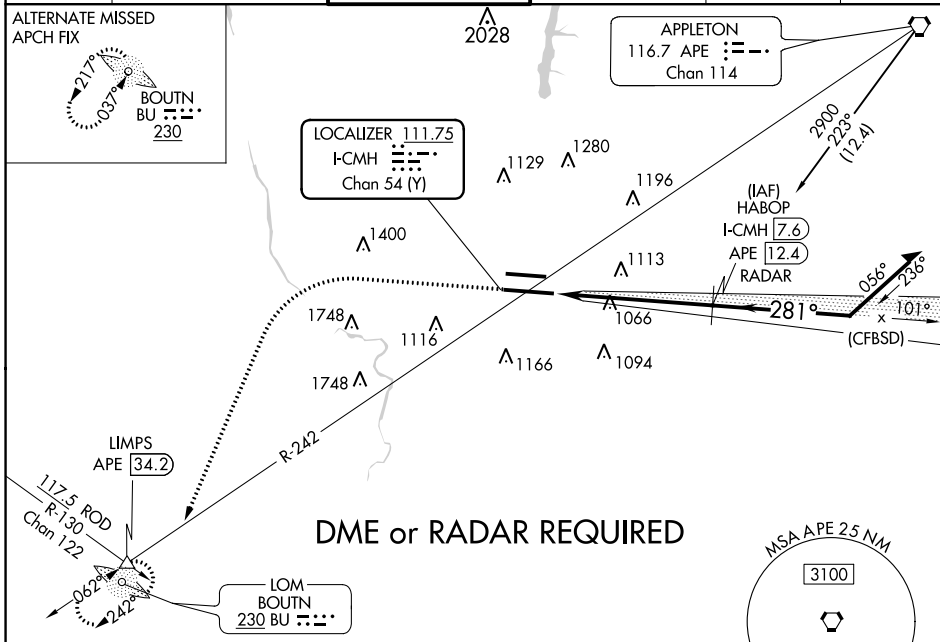 ALTERNATE MISSED
APCH FIX
217°
037°
BOUTN
BU
230
2028
APPLETON
116.7 APE
Chan 114
2900
223°
(12.4)
LOCALIZER 111.75
I-CMH
Chan 54 (Y)
1129
1280
1196
1400
(IAF)
HABOP
I-CMH 7.6
APE 12.4
RADAR
1113
056°
236°
281°
x
101°
(CFBSD)
1066
1748
1116
1166
1094
1748
R-242
LIMPS
APE 34.2
117.5 ROD
R-130
Chan 122
DME or RADAR REQUIRED
062°
242°
LOM
BOUTN
230 BU
MSA APE 25 NM
3100